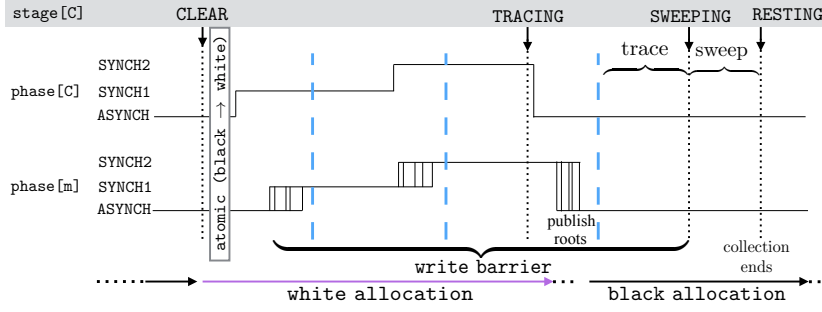 stage[C] CLEAR TRACING SWEEPING RESTING
atomic (black → white)
trace sweep
SYNCH2
phase[C] SYNCH1
ASYNCH
SYNCH2
phase[m] SYNCH1
ASYNCH
publish
roots
write barrier
collection
ends
white allocation black allocation